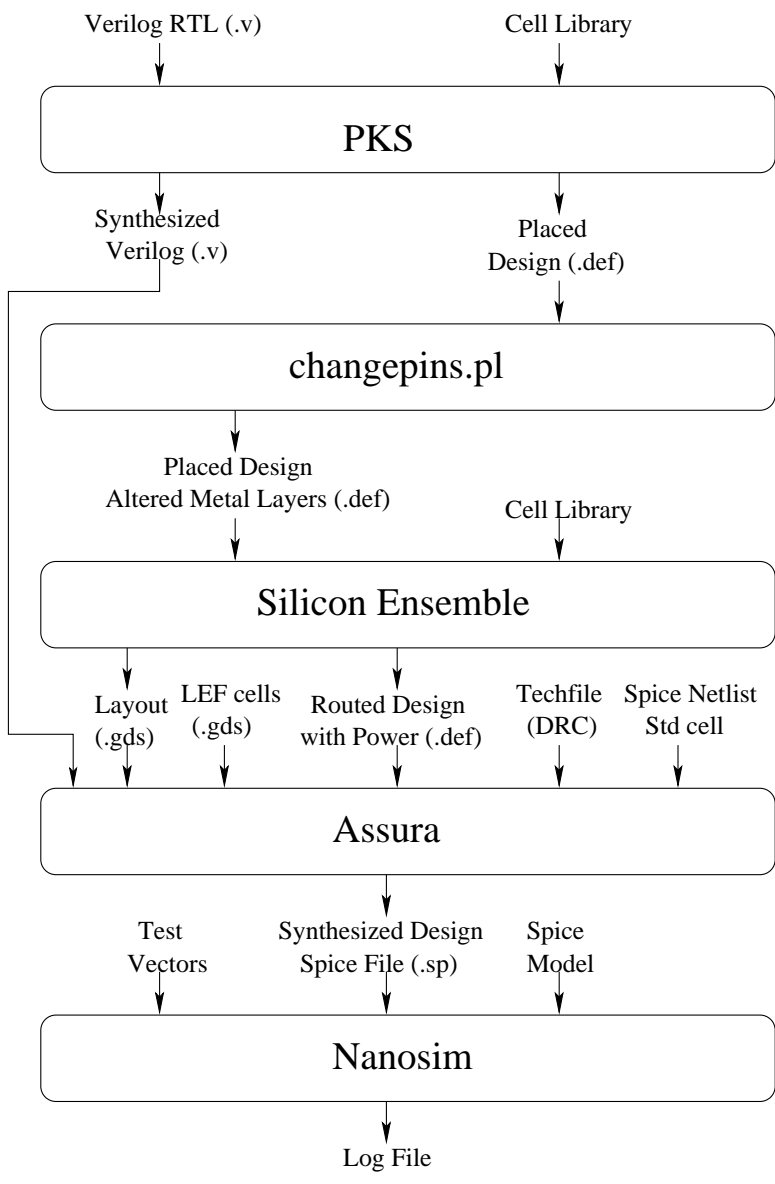 Verilog RTL (.v)
Cell Library
PKS
Synthesized
Verilog (.v)
Placed
Design (.def)
changepins.pl
Placed Design
Altered Metal Layers (.def)
Cell Library
Silicon Ensemble
Layout
(.gds)
LEF cells
(.gds)
Routed Design
with Power (.def)
Techfile
(DRC)
Spice Netlist
Std cell
Assura
Test
Vectors
Synthesized Design
Spice File (.sp)
Spice
Model
Nanosim
Log File